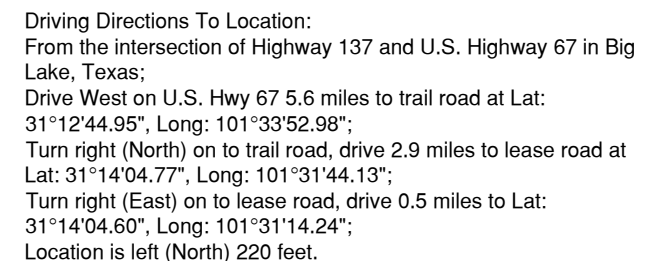 Driving Directions To Location:
From the intersection of Highway 137 and U.S. Highway 67 in Big
Lake, Texas;
Drive West on U.S. Hwy 67 5.6 miles to trail road at Lat:
31°12'44.95", Long: 101°33'52.98";
Turn right (North) on to trail road, drive 2.9 miles to lease road at
Lat: 31°14'04.77", Long: 101°31'44.13";
Turn right (East) on to lease road, drive 0.5 miles to Lat:
31°14'04.60", Long: 101°31'14.24";
Location is left (North) 220 feet.